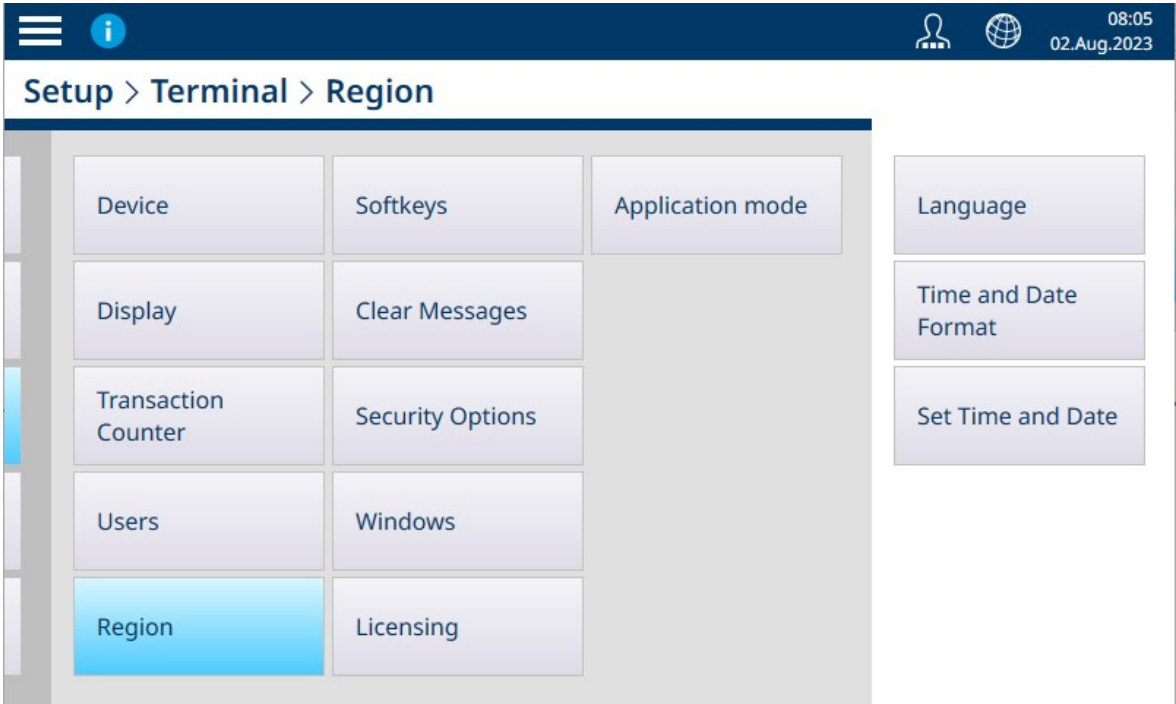 08:05
02.Aug.2023
Setup > Terminal > Region
Device
Softkeys
Application mode
Language
Display
Clear Messages
Time and Date
Format
Transaction
Counter
Security Options
Set Time and Date
Users
Windows
Region
Licensing